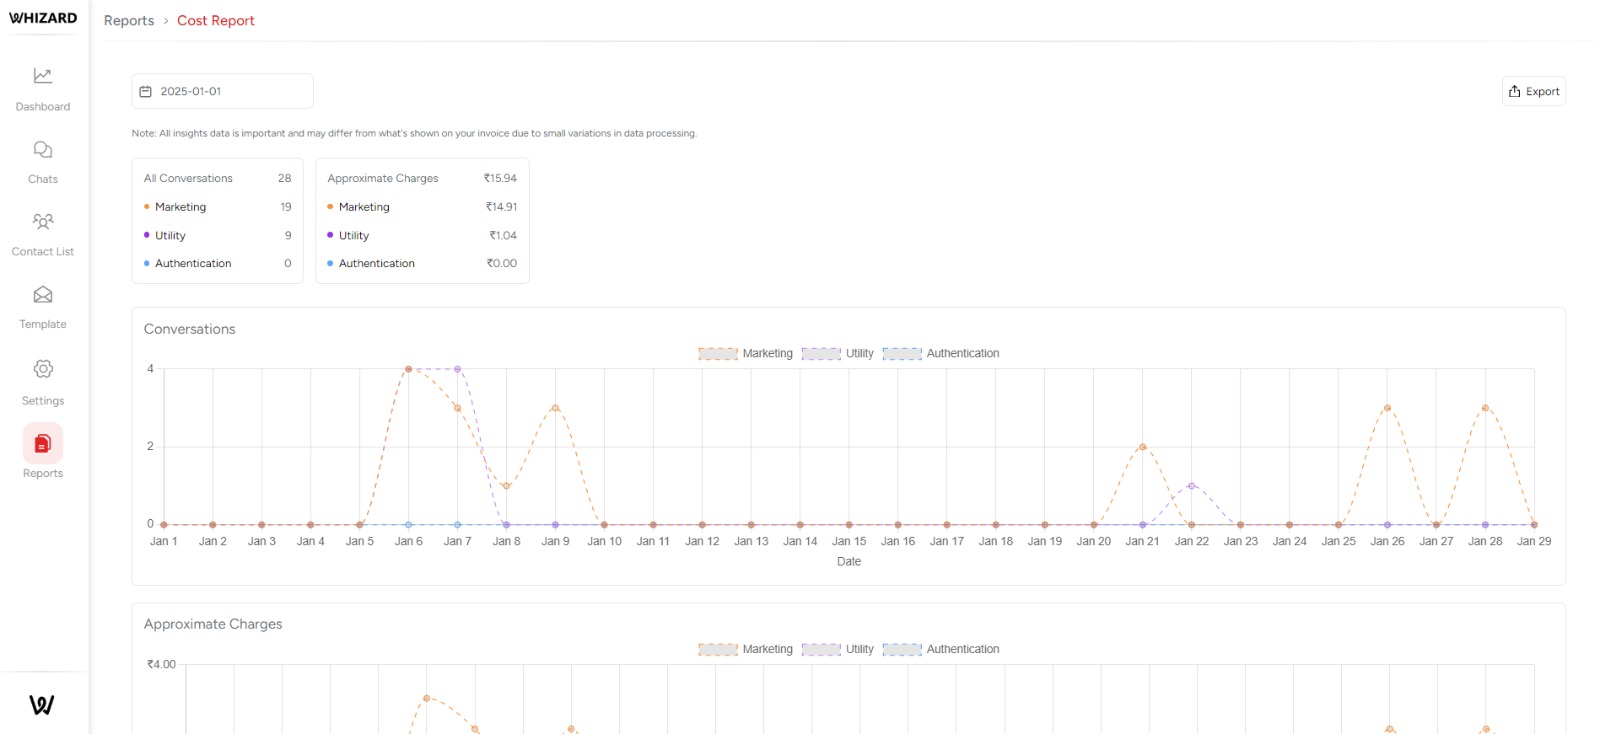 WHIZARD
Reports > Cost Report
Dashboard
Chats
Contact List
Template
Settings
Reports
W
2025-01-01
Export
Note: All insights data is important and may differ from what's shown on your invoice due to small variations in data processing.
All Conversations 28
Marketing 19
Utility 9
Authentication 0
Approximate Charges ₹15.94
Marketing ₹14.91
Utility ₹1.04
Authentication ₹0.00
Conversations
Marketing Utility Authentication
4
2
0
Jan 1 Jan 2 Jan 3 Jan 4 Jan 5 Jan 6 Jan 7 Jan 8 Jan 9 Jan 10 Jan 11 Jan 12 Jan 13 Jan 14 Jan 15 Jan 16 Jan 17 Jan 18 Jan 19 Jan 20 Jan 21 Jan 22 Jan 23 Jan 24 Jan 25 Jan 26 Jan 27 Jan 28 Jan 29
Date
Approximate Charges
Marketing Utility Authentication
₹4.00